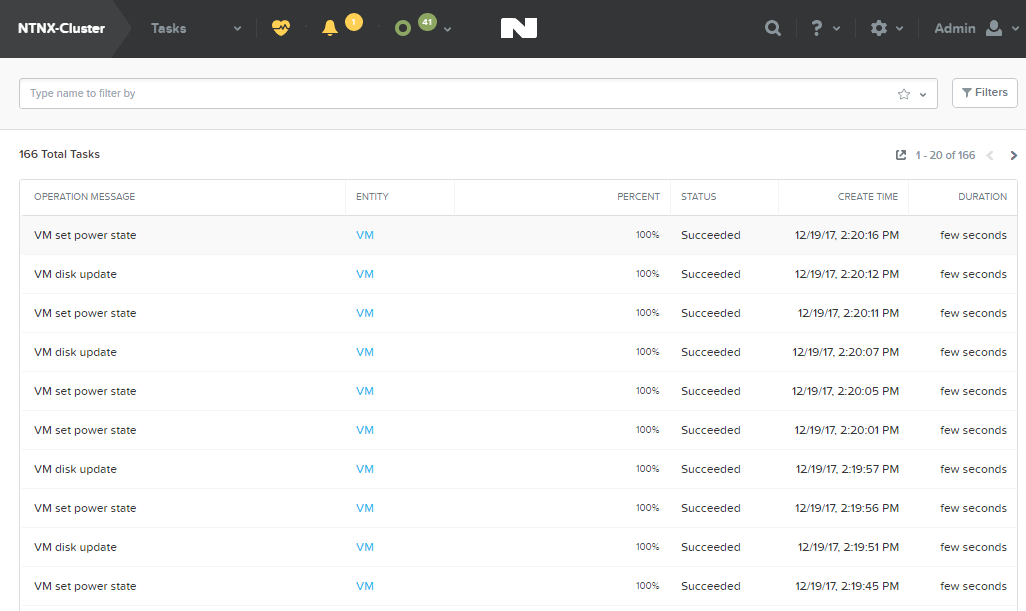 NTNX-Cluster Tasks 1 41 ? Admin
Type name to filter by Filters
166 Total Tasks 1 - 20 of 166
OPERATION MESSAGE ENTITY PERCENT STATUS CREATE TIME DURATION
VM set power state VM 100% Succeeded 12/19/17, 2:20:16 PM few seconds
VM disk update VM 100% Succeeded 12/19/17, 2:20:12 PM few seconds
VM set power state VM 100% Succeeded 12/19/17, 2:20:11 PM few seconds
VM disk update VM 100% Succeeded 12/19/17, 2:20:07 PM few seconds
VM set power state VM 100% Succeeded 12/19/17, 2:20:05 PM few seconds
VM set power state VM 100% Succeeded 12/19/17, 2:20:01 PM few seconds
VM disk update VM 100% Succeeded 12/19/17, 2:19:57 PM few seconds
VM set power state VM 100% Succeeded 12/19/17, 2:19:56 PM few seconds
VM disk update VM 100% Succeeded 12/19/17, 2:19:51 PM few seconds
VM set power state VM 100% Succeeded 12/19/17, 2:19:45 PM few seconds